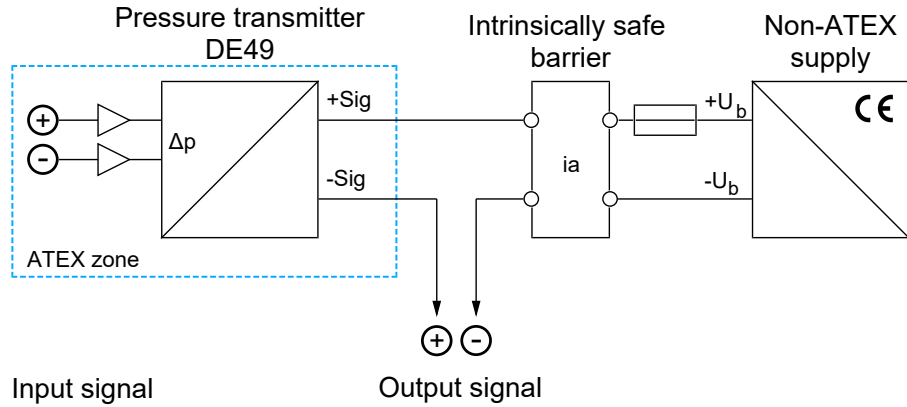 Pressure transmitter
DE49
Intrinsically safe
barrier
Non-ATEX
supply
+Sig
+U_b
CE
+
-
Δp
ia
-Sig
-U_b
ATEX zone
+
-
Input signal
Output signal